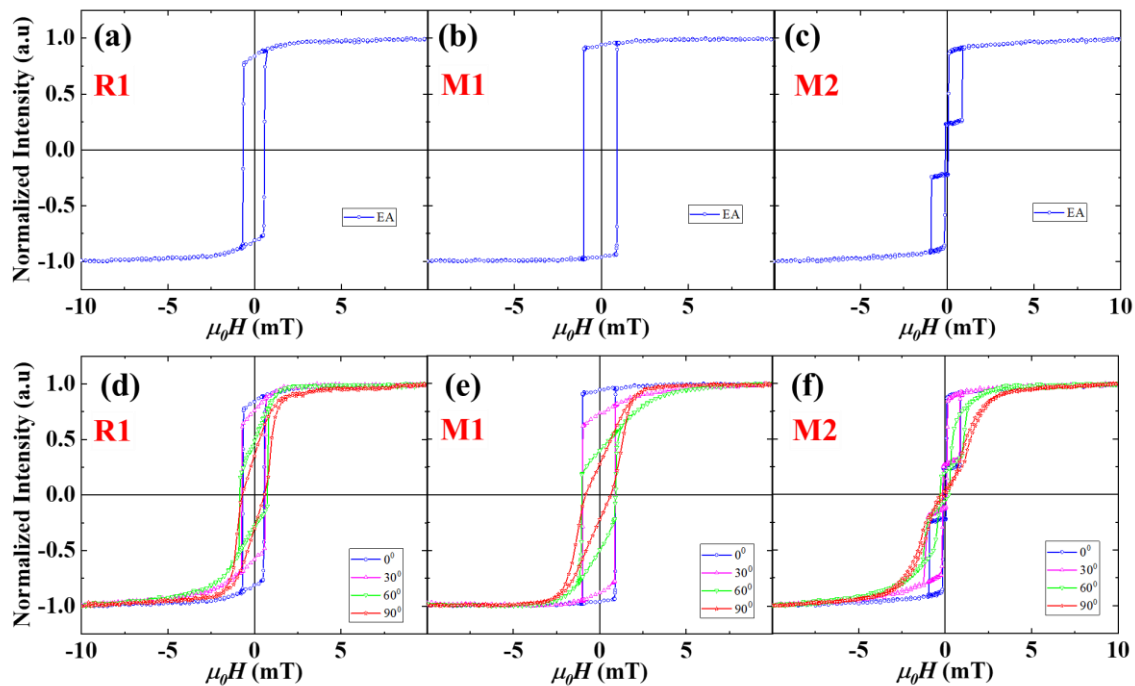 Normalized Intensity (a.u)
1.0
0.5
0.0
-0.5
-1.0
(a)
R1
EA
-10
-5
0
5
μ₀H (mT)
(b)
M1
EA
-5
0
5
μ₀H (mT)
(c)
M2
EA
-5
0
5
10
μ₀H (mT)
Normalized Intensity (a.u)
1.0
0.5
0.0
-0.5
-1.0
(d)
R1
0⁰
30⁰
60⁰
90⁰
-10
-5
0
5
μ₀H (mT)
(e)
M1
0⁰
30⁰
60⁰
90⁰
-5
0
5
μ₀H (mT)
(f)
M2
0⁰
30⁰
60⁰
90⁰
-5
0
5
10
μ₀H (mT)